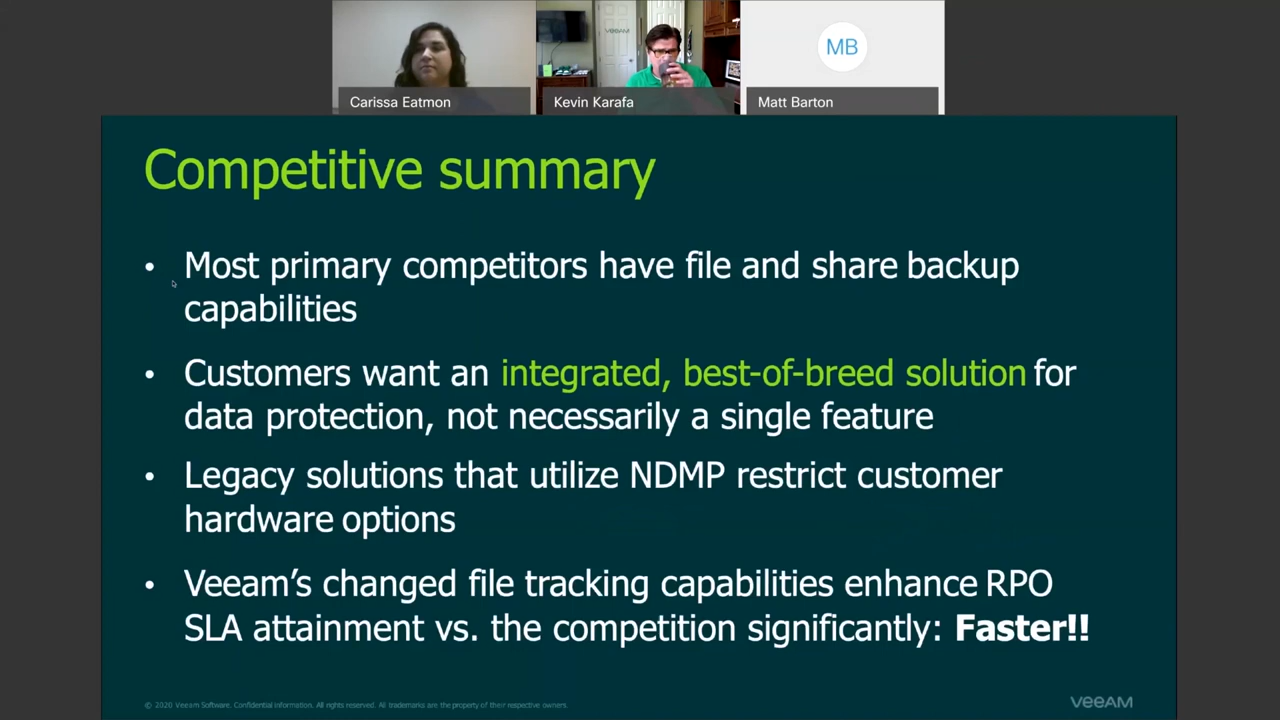 VEEAM
MB
Carissa Eatmon
Kevin Karafa
Matt Barton
Competitive summary
• Most primary competitors have file and share backup
capabilities
• Customers want an integrated, best-of-breed solution for
data protection, not necessarily a single feature
• Legacy solutions that utilize NDMP restrict customer
hardware options
• Veeam’s changed file tracking capabilities enhance RPO
SLA attainment vs. the competition significantly: Faster!!
© 2020 Veeam Software. Confidential information. All rights reserved. All trademarks are the property of their respective owners.
VEEAM